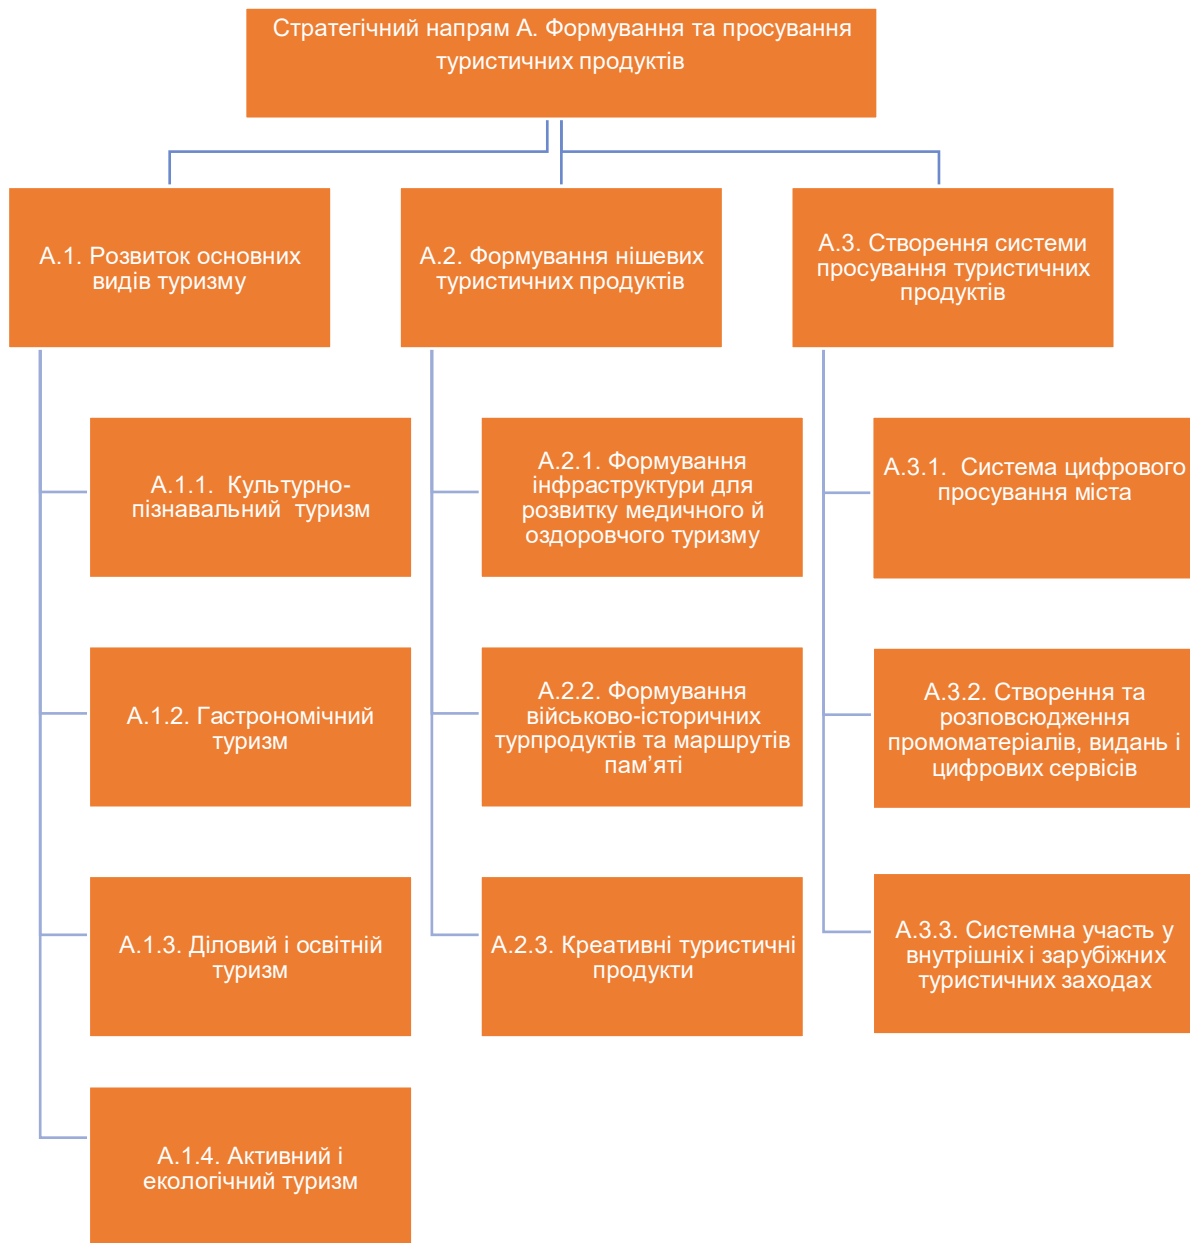 Стратегічний напрям А. Формування та просування
туристичних продуктів
А.1. Розвиток основних
видів туризму
А.2. Формування нішевих
туристичних продуктів
А.3. Створення системи
просування туристичних
продуктів
А.1.1.  Культурно-
пізнавальний  туризм
А.2.1. Формування
інфраструктури для
розвитку медичного й
оздоровчого туризму
А.3.1.  Система цифрового
просування міста
А.1.2. Гастрономічний
туризм
А.2.2. Формування
військово-історичних
турпродуктів та маршрутів
пам’яті
А.3.2. Створення та
розповсюдження
промоматеріалів, видань і
цифрових сервісів
А.1.3. Діловий і освітній
туризм
А.2.3. Креативні туристичні
продукти
А.3.3. Системна участь у
внутрішніх і зарубіжних
туристичних заходах
А.1.4. Активний і
екологічний туризм